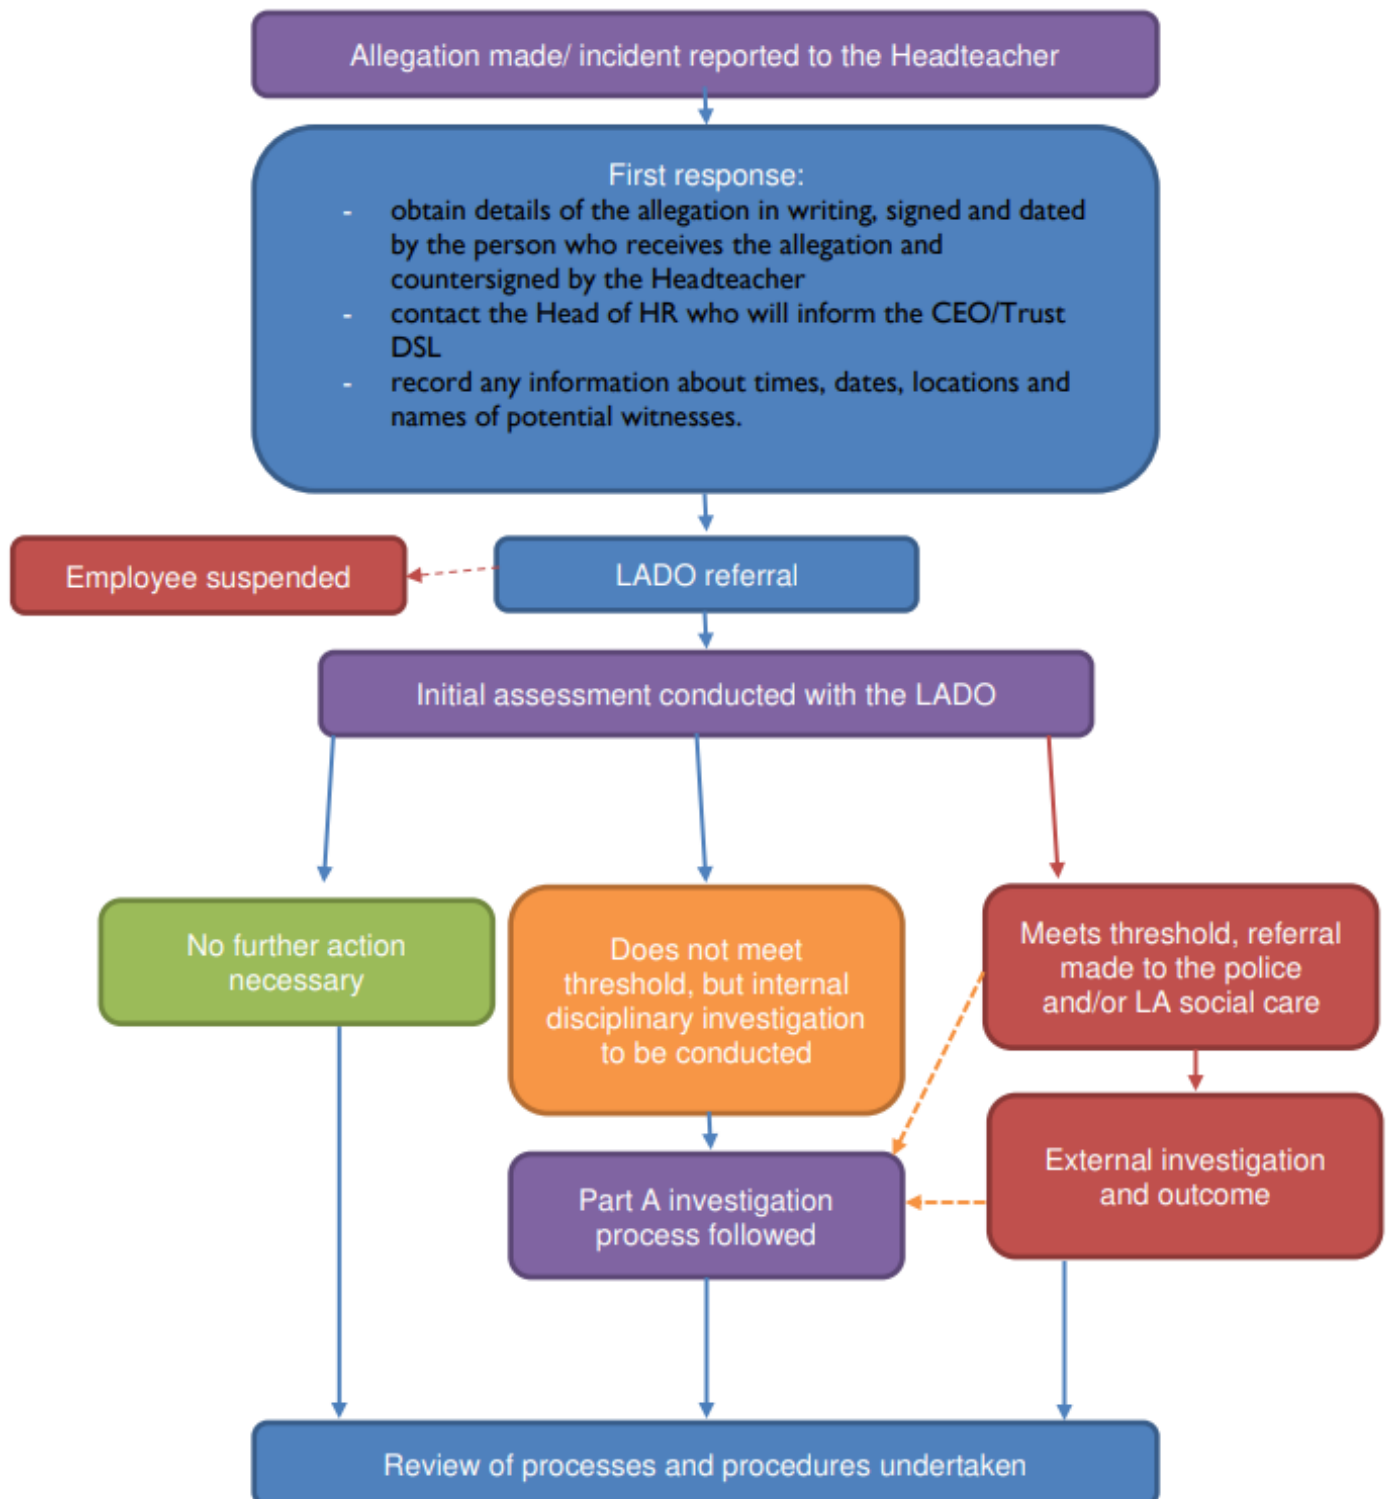 Allegation made/ incident reported to the Headteacher
First response:
- obtain details of the allegation in writing, signed and dated
by the person who receives the allegation and
countersigned by the Headteacher
- contact the Head of HR who will inform the CEO/Trust
DSL
- record any information about times, dates, locations and
names of potential witnesses.
Employee suspended
LADO referral
Initial assessment conducted with the LADO
No further action
necessary
Does not meet
threshold, but internal
disciplinary investigation
to be conducted
Meets threshold, referral
made to the police
and/or LA social care
Part A investigation
process followed
External investigation
and outcome
Review of processes and procedures undertaken